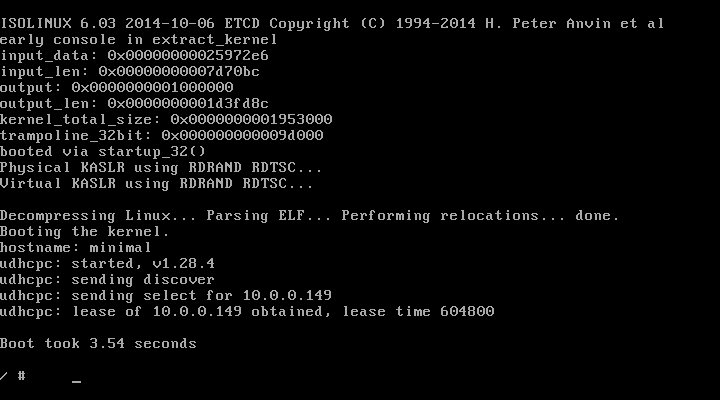 ISOLINUX 6.03 2014-10-06 ETCD Copyright (C) 1994-2014 H. Peter Anvin et al
early console in extract_kernel
input_data: 0x00000000025972e6
input_len: 0x00000000007d70bc
output: 0x0000000001000000
output_len: 0x0000000001d3fd8c
kernel_total_size: 0x0000000001953000
trampoline_32bit: 0x000000000009d000
booted via startup_32()
Physical KASLR using RDRAND RDTSC...
Virtual KASLR using RDRAND RDTSC...
Decompressing Linux... Parsing ELF... Performing relocations... done.
Booting the kernel.
hostname: minimal
udhcpc: started, v1.28.4
udhcpc: sending discover
udhcpc: sending select for 10.0.0.149
udhcpc: lease of 10.0.0.149 obtained, lease time 604800
Boot took 3.54 seconds
/ # _